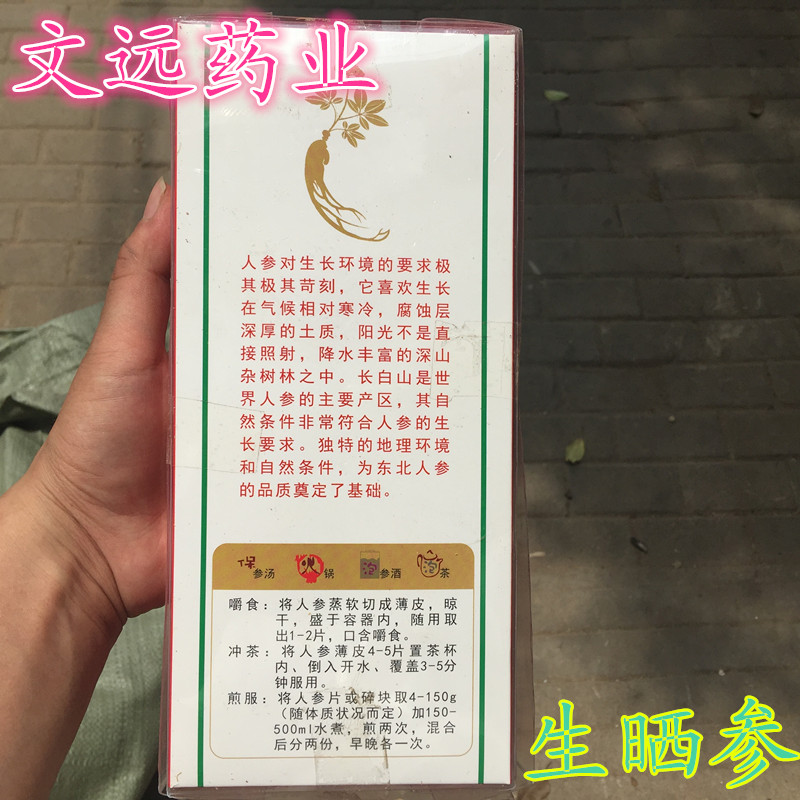 文远药业
人参对生长环境的要求极
其极其苛刻，它喜欢生长
在气候相对寒冷，腐蚀层
深厚的土质，阳光不是直
接照射，降水丰富的深山
杂树林之中。长白山是世
界人参的主要产区，其自
然条件非常符合人参的生
长要求。独特的地理环境
和自然条件，为东北人参
的品质奠定了基础。
保参汤 火锅 泡参酒 泡茶
嚼食：将人参蒸软切成薄皮，晾
干，盛于容器内，随用取
出1-2片，口含嚼食。
冲茶：将人参薄皮4-5片置茶杯
内、倒入开水、覆盖3-5分
钟服用。
煎服：将人参片或碎块取4-150g
（随体质状况而定）加150-
500ml水煮，煎两次，混合
后分两份，早晚各一次。
生晒参